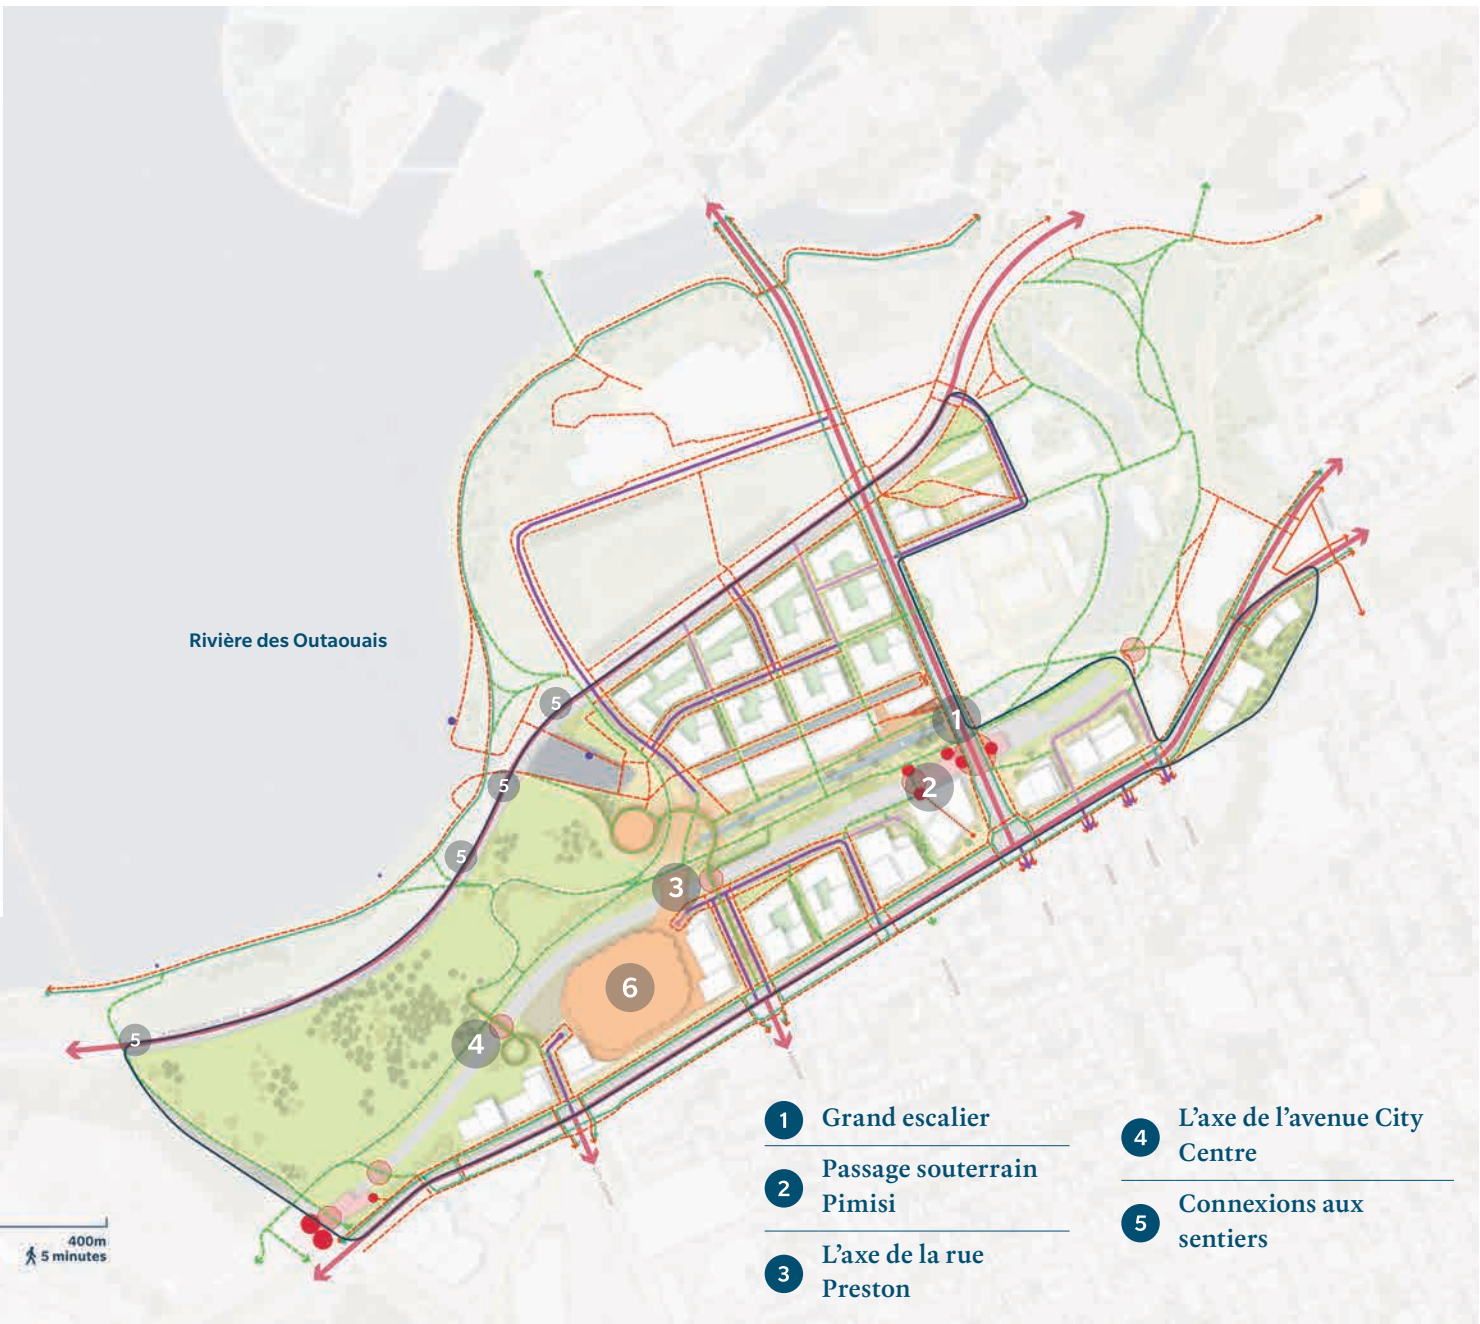 Rivière des Outaouais
5
1
5
2
5
3
6
5
4
400m
5 minutes
1 Grand escalier
2 Passage souterrain
Pimisi
3 L'axe de la rue
Preston
4 L'axe de l'avenue City
Centre
5 Connexions aux
sentiers